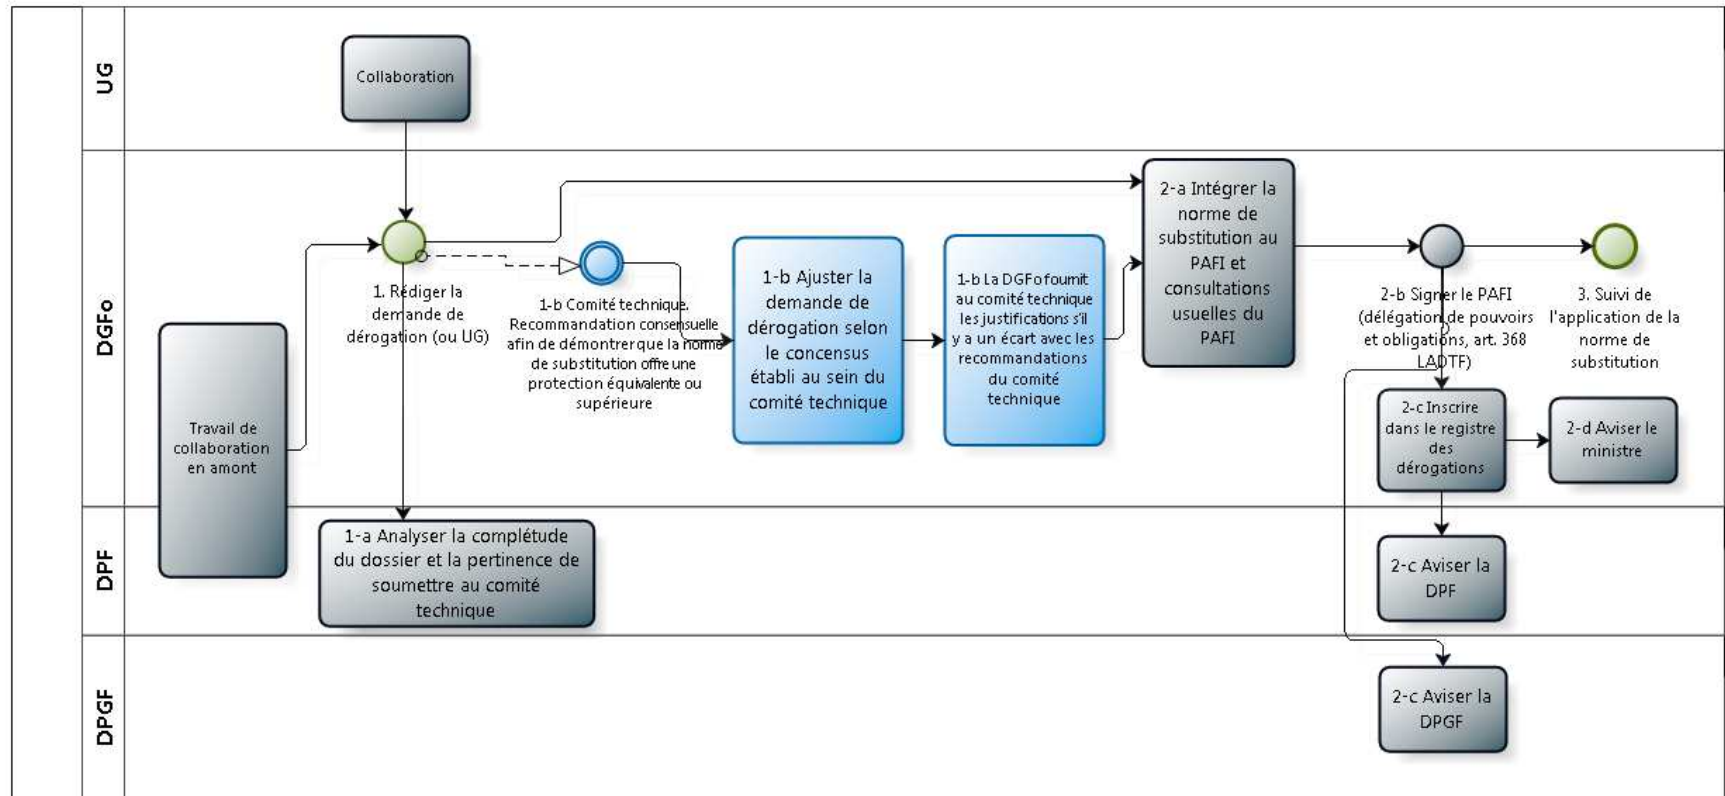 UG
Collaboration
DGFo
Travail de
collaboration
en amont
1. Rédiger la
demande de
dérogation (ou UG)
1-b Comité technique.
Recommandation consensuelle
afin de démontrer que la norme
de substitution offre une
protection équivalente ou
supérieure
1-b Ajuster la
demande de
dérogation selon
le concensus
établi au sein du
comité technique
1-b La DGFo fournit
au comité technique
les justifications s'il
y a un écart avec les
recommandations
du comité
technique
2-a Intégrer la
norme de
substitution au
PAFI et
consultations
usuelles du
PAFI
2-b Signer le PAFI
(délégation de pouvoirs
et obligations, art. 368
LADTF)
3. Suivi de
l'application de la
norme de
substitution
2-c Inscrire
dans le registre
des
dérogations
2-d Aviser le
ministre
DPF
1-a Analyser la complétude
du dossier et la pertinence de
soumettre au comité
technique
2-c Aviser la
DPF
DPGF
2-c Aviser la
DPGF